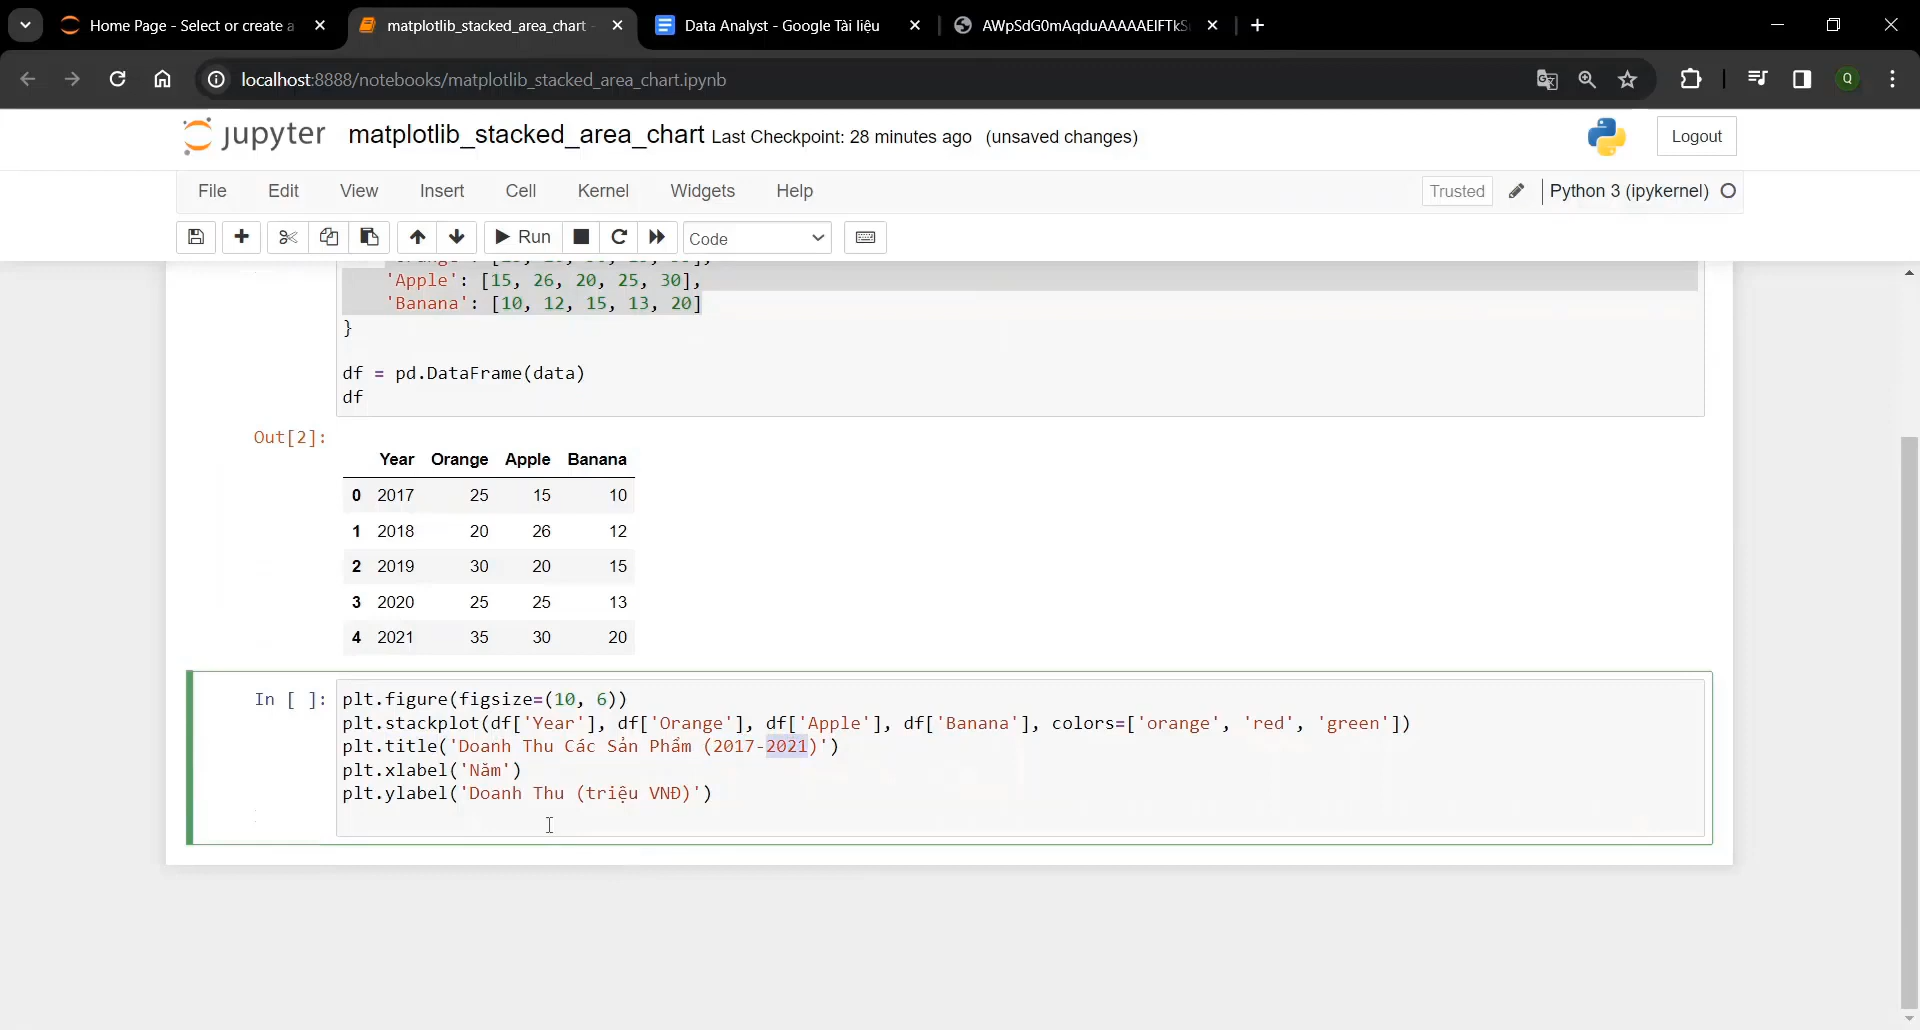 Home Page - Select or create a
matplotlib_stacked_area_chart -
Data Analyst - Google Tài liệu
localhost:8888/notebooks/matplotlib_stacked_area_chart.ipynb
Q
jupyter matplotlib_stacked_area_chart Last Checkpoint: 28 minutes ago (unsaved changes)
Logout
File Edit View Insert Cell Kernel Widgets Help
Trusted Python 3 (ipykernel)
Run Code
'Apple': [15, 26, 20, 25, 30],
'Banana': [10, 12, 15, 13, 20]
}
df = pd.DataFrame(data)
df
Out[2]:
Year Orange Apple Banana
0 2017 25 15 10
1 2018 20 26 12
2 2019 30 20 15
3 2020 25 25 13
4 2021 35 30 20
In [ ]: plt.figure(figsize=(10, 6))
plt.stackplot(df['Year'], df['Orange'], df['Apple'], df['Banana'], colors=['orange', 'red', 'green'])
plt.title('Doanh Thu Các Sản Phẩm (2017-2021)')
plt.xlabel('Năm')
plt.ylabel('Doanh Thu (triệu VNĐ)')